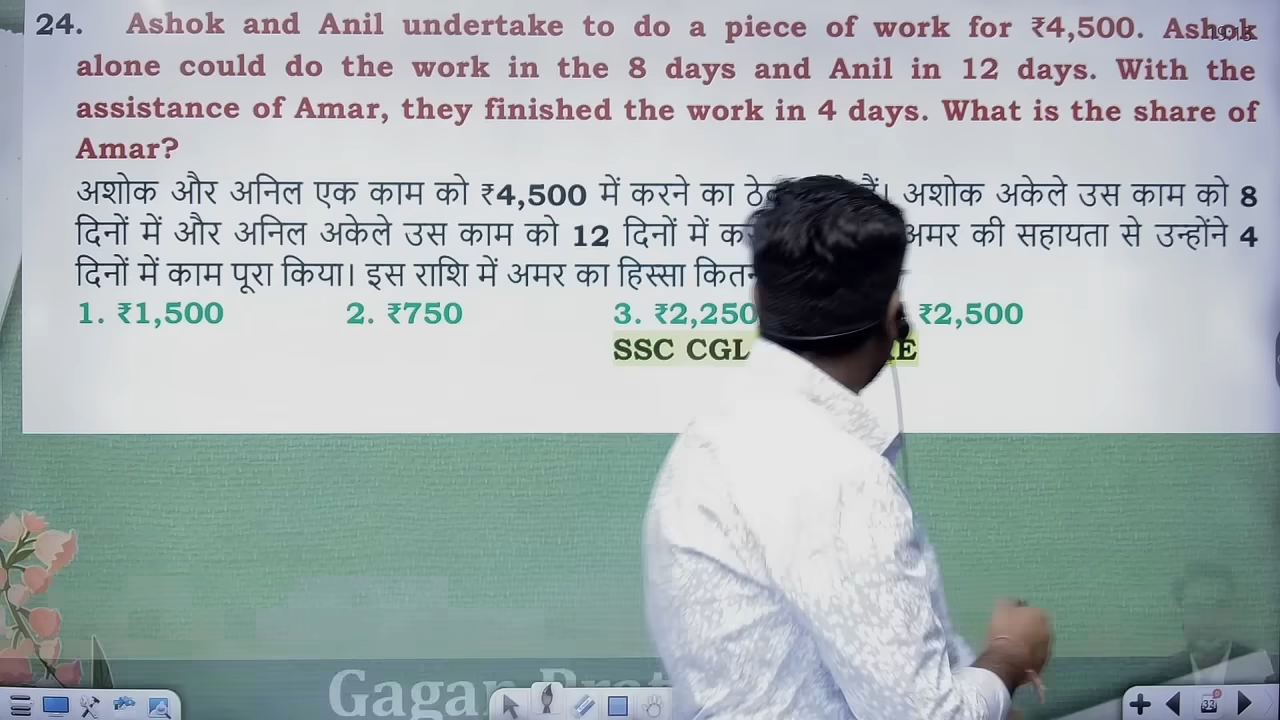 24. Ashok and Anil undertake to do a piece of work for ₹4,500. Ashok
alone could do the work in the 8 days and Anil in 12 days. With the
assistance of Amar, they finished the work in 4 days. What is the share of
Amar?
अशोक और अनिल एक काम को ₹4,500 में करने का अशोक अकेले उस काम को 8
दिनों में और अनिल अकेले उस काम को 12 दिनों में अमर की सहायता से उन्होंने 4
दिनों में काम पूरा किया। इस राशि में अमर का हिस्सा
1. ₹1,500 2. ₹750 3. ₹2,250 ₹2,500
SSC CGL
Gagan